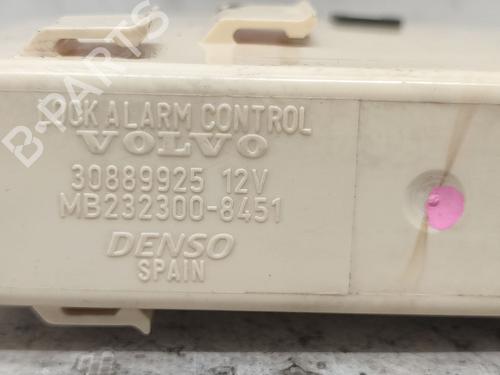 LOCK ALARM CONTROL
VOLVO
30889925 12V
MB232300-8451
DENSO
SPAIN
B-PARTS